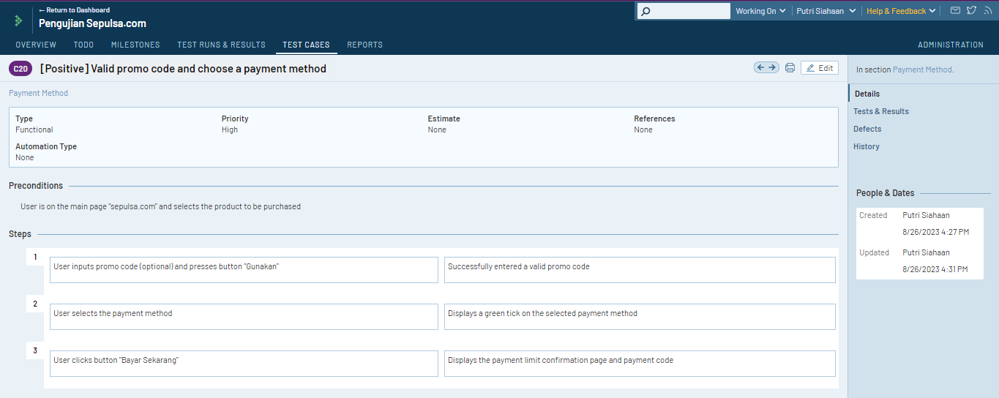 ← Return to Dashboard
Pengujian Sepulsa.com
Working On
Putri Siahaan
Help & Feedback
OVERVIEW TODO MILESTONES TEST RUNS & RESULTS TEST CASES REPORTS ADMINISTRATION
C20 [Positive] Valid promo code and choose a payment method
Edit
Payment Method
Type Priority Estimate References
Functional High None None
Automation Type
None
Preconditions
User is on the main page "sepulsa.com" and selects the product to be purchased
Steps
1
User inputs promo code (optional) and presses button "Gunakan"
Successfully entered a valid promo code
2
User selects the payment method
Displays a green tick on the selected payment method
3
User clicks button "Bayar Sekarang"
Displays the payment limit confirmation page and payment code
In section Payment Method.
Details
Tests & Results
Defects
History
People & Dates
Created Putri Siahaan
8/26/2023 4:27 PM
Updated Putri Siahaan
8/26/2023 4:31 PM